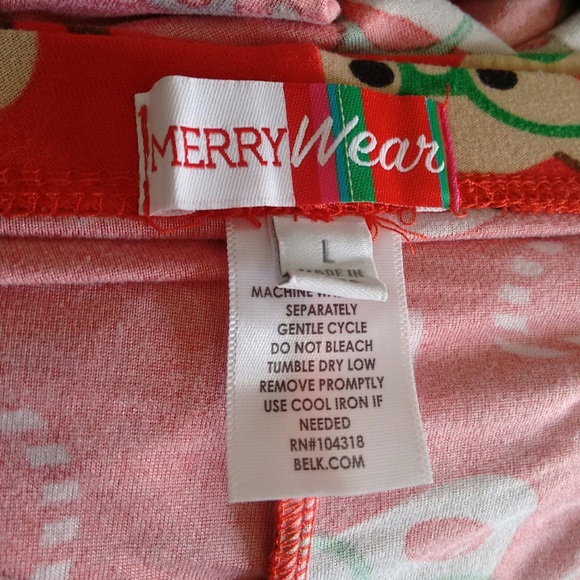 MERRY Wear
L
MADE IN
MACHINE
SEPARATELY
GENTLE CYCLE
DO NOT BLEACH
TUMBLE DRY LOW
REMOVE PROMPTLY
USE COOL IRON IF
NEEDED
RN#104318
BELK.COM